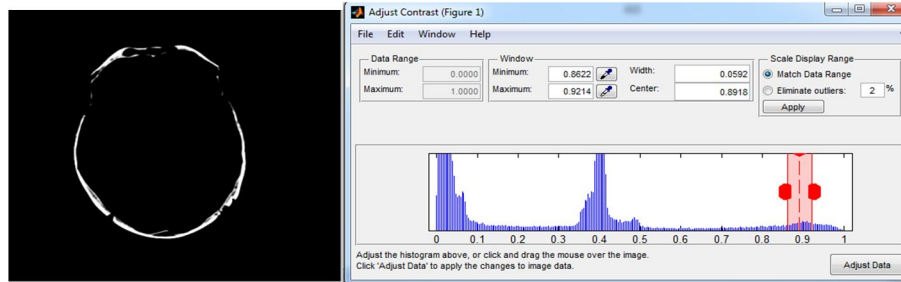 Adjust Contrast (Figure 1)
File Edit Window Help
Data Range
Minimum: 0.0000
Maximum: 1.0000
Window
Minimum: 0.8622
Maximum: 0.9214
Width: 0.0592
Center: 0.8918
Scale Display Range
Match Data Range
Eliminate outliers: 2 %
Apply
0 0.1 0.2 0.3 0.4 0.5 0.6 0.7 0.8 0.9 1
Adjust the histogram above, or click and drag the mouse over the image.
Click 'Adjust Data' to apply the changes to image data.
Adjust Data